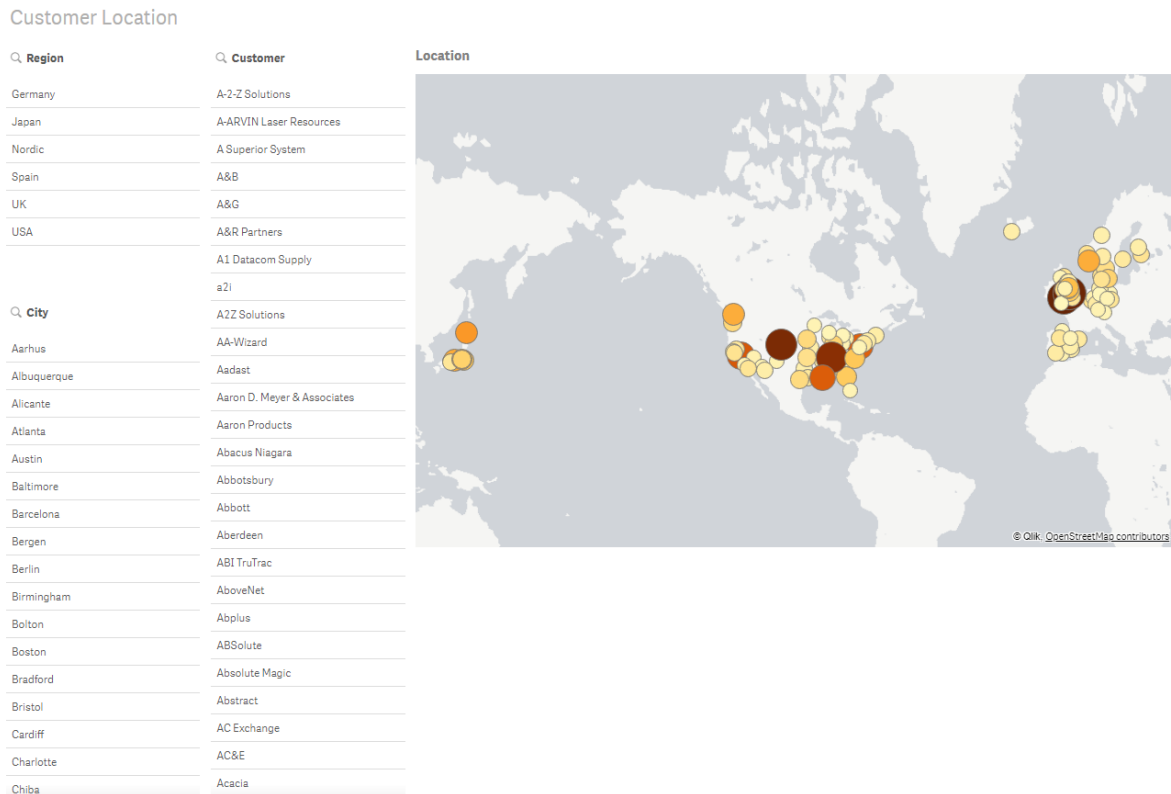 Customer Location
Region
Germany
Japan
Nordic
Spain
UK
USA
City
Aarhus
Albuquerque
Alicante
Atlanta
Austin
Baltimore
Barcelona
Bergen
Berlin
Birmingham
Bolton
Boston
Bradford
Bristol
Cardiff
Charlotte
Chiba
Customer
A-2-Z Solutions
A-ARVIN Laser Resources
A Superior System
A&B
A&G
A&R Partners
A1 Datacom Supply
a2i
A2Z Solutions
AA-Wizard
Aadast
Aaron D. Meyer & Associates
Aaron Products
Abacus Niagara
Abbotsbury
Abbott
Aberdeen
ABI TruTrac
AboveNet
Abplus
ABSolute
Absolute Magic
Abstract
AC Exchange
AC&E
Acacia
Location
© Qlik, OpenStreetMap contributors